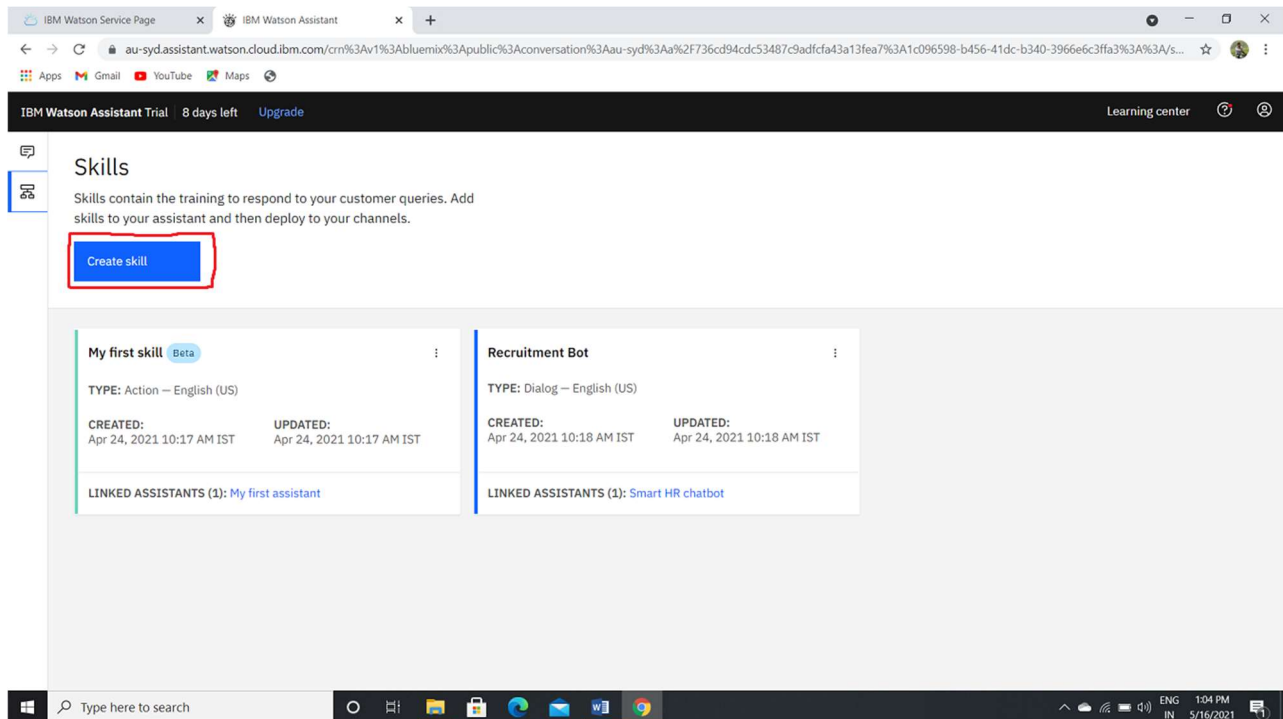 IBM Watson Service Page
IBM Watson Assistant
au-syd.assistant.watson.cloud.ibm.com/crn%3Av1%3Abluemix%3Apublic%3Aconversation%3Aau-syd%3Aa%2F736cd94cdc53487c9adfcfa43a13fea7%3A1c096598-b456-41dc-b340-3966e6c3ffa3%3A%3A/s...
Apps Gmail YouTube Maps
IBM Watson Assistant Trial 8 days left Upgrade Learning center
Skills
Skills contain the training to respond to your customer queries. Add
skills to your assistant and then deploy to your channels.
Create skill
My first skill Beta
TYPE: Action — English (US)
CREATED: UPDATED:
Apr 24, 2021 10:17 AM IST Apr 24, 2021 10:17 AM IST
LINKED ASSISTANTS (1): My first assistant
Recruitment Bot
TYPE: Dialog — English (US)
CREATED: UPDATED:
Apr 24, 2021 10:18 AM IST Apr 24, 2021 10:18 AM IST
LINKED ASSISTANTS (1): Smart HR chatbot
Type here to search
ENG 1:04 PM
IN 5/16/2021